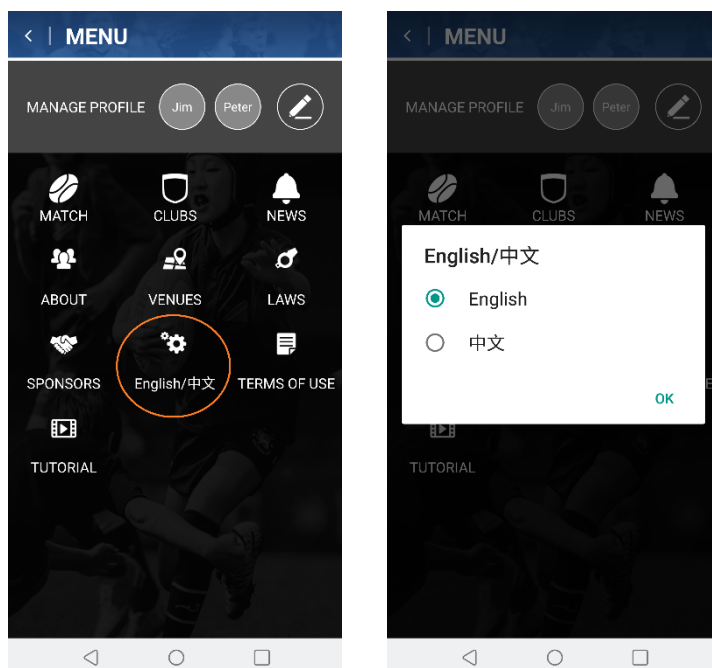 < | MENU
MANAGE PROFILE Jim Peter
MATCH CLUBS NEWS
ABOUT VENUES LAWS
SPONSORS English/中文 TERMS OF USE
TUTORIAL
< | MENU
MANAGE PROFILE Jim Peter
MATCH CLUBS NEWS
English/中文
English
中文
OK
E
TUTORIAL